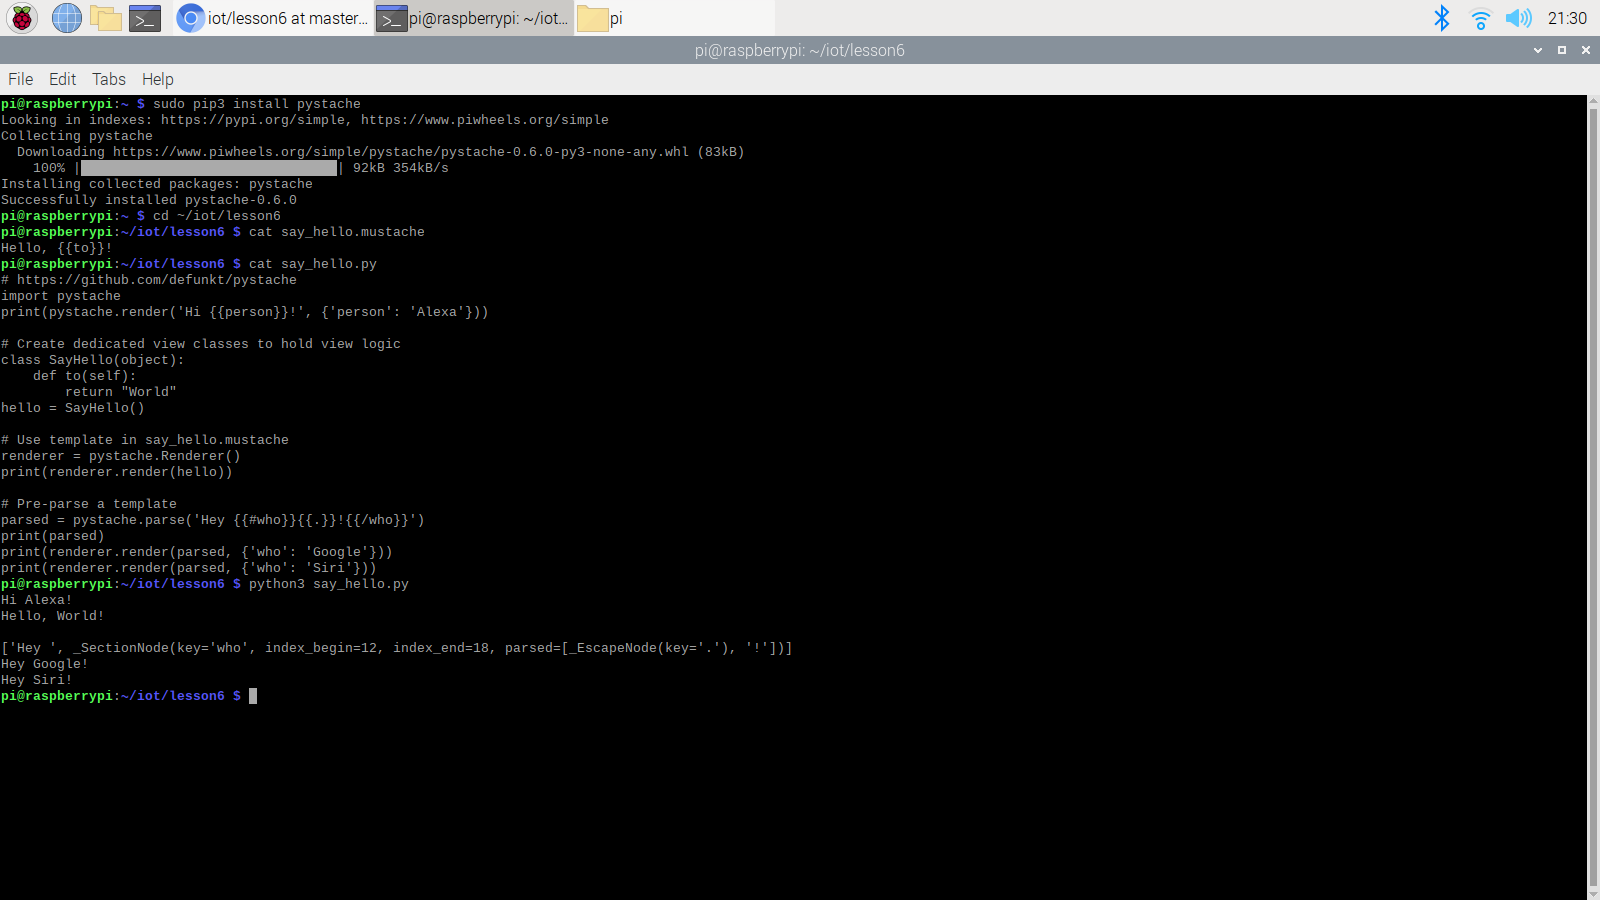 iot/lesson6 at master... pi@raspberrypi: ~/iot... pi 21:30
pi@raspberrypi: ~/iot/lesson6
File Edit Tabs Help
pi@raspberrypi:~ $ sudo pip3 install pystache
Looking in indexes: https://pypi.org/simple, https://www.piwheels.org/simple
Collecting pystache
  Downloading https://www.piwheels.org/simple/pystache/pystache-0.6.0-py3-none-any.whl (83kB)
    100% |████████████████████████████████| 92kB 354kB/s
Installing collected packages: pystache
Successfully installed pystache-0.6.0
pi@raspberrypi:~ $ cd ~/iot/lesson6
pi@raspberrypi:~/iot/lesson6 $ cat say_hello.mustache
Hello, {{to}}!
pi@raspberrypi:~/iot/lesson6 $ cat say_hello.py
# https://github.com/defunkt/pystache
import pystache
print(pystache.render('Hi {{person}}!', {'person': 'Alexa'}))

# Create dedicated view classes to hold view logic
class SayHello(object):
    def to(self):
        return "World"
hello = SayHello()

# Use template in say_hello.mustache
renderer = pystache.Renderer()
print(renderer.render(hello))

# Pre-parse a template
parsed = pystache.parse('Hey {{#who}}{{.}}!{{/who}}')
print(parsed)
print(renderer.render(parsed, {'who': 'Google'}))
print(renderer.render(parsed, {'who': 'Siri'}))
pi@raspberrypi:~/iot/lesson6 $ python3 say_hello.py
Hi Alexa!
Hello, World!

['Hey ', _SectionNode(key='who', index_begin=12, index_end=18, parsed=[_EscapeNode(key='.'), '!'])]
Hey Google!
Hey Siri!
pi@raspberrypi:~/iot/lesson6 $